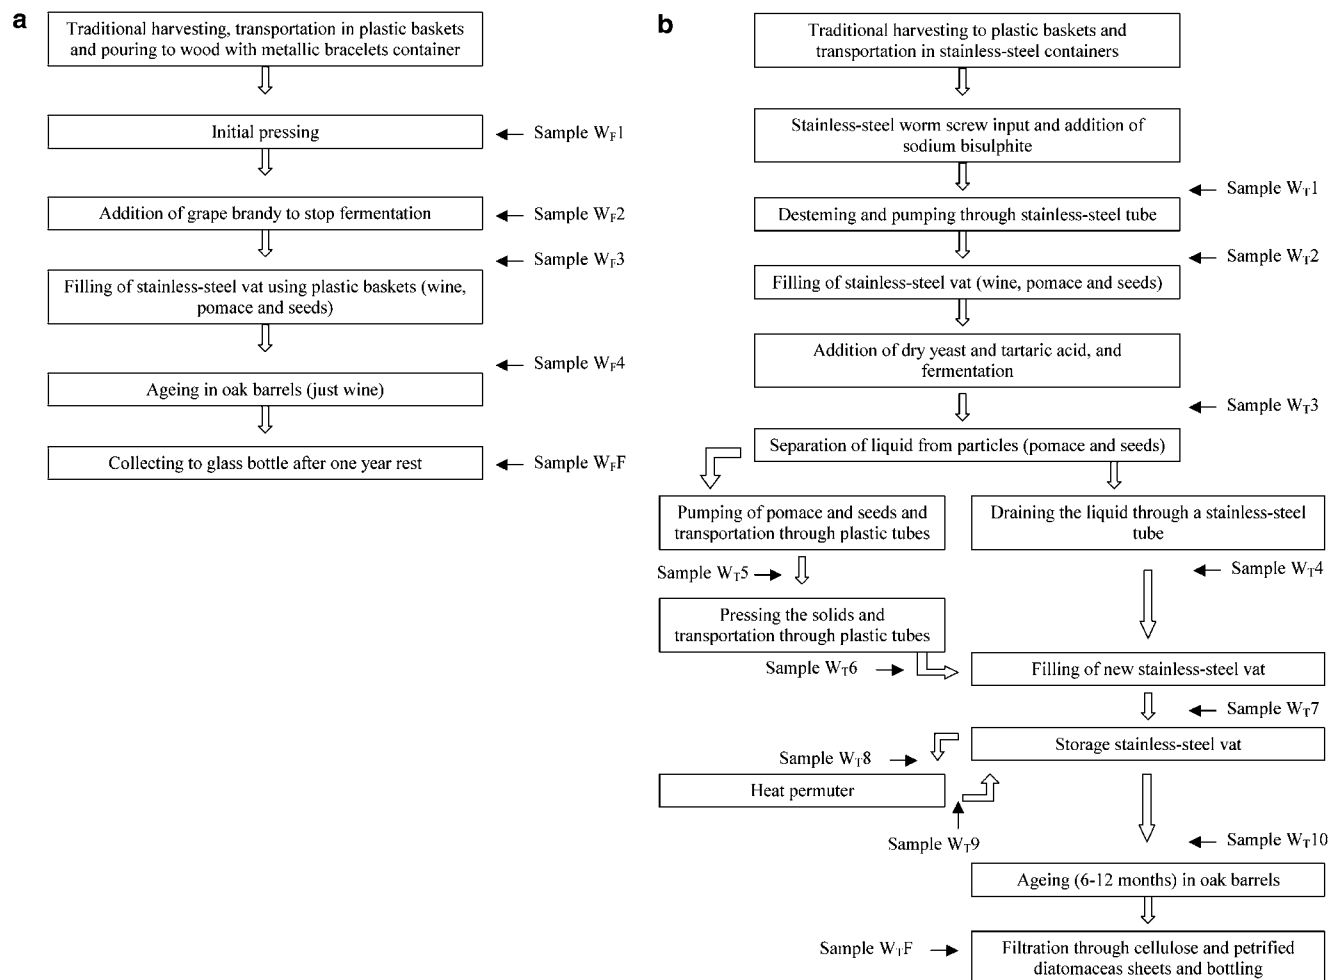 a
Traditional harvesting, transportation in plastic baskets
and pouring to wood with metallic bracelets container
Initial pressing
Sample WF1
Addition of grape brandy to stop fermentation
Sample WF2
Sample WF3
Filling of stainless-steel vat using plastic baskets (wine,
pomace and seeds)
Sample WF4
Ageing in oak barrels (just wine)
Collecting to glass bottle after one year rest
Sample WFF
b
Traditional harvesting to plastic baskets and
transportation in stainless-steel containers
Stainless-steel worm screw input and addition of
sodium bisulphite
Sample WT1
Desteming and pumping through stainless-steel tube
Sample WT2
Filling of stainless-steel vat (wine, pomace and seeds)
Addition of dry yeast and tartaric acid, and
fermentation
Sample WT3
Separation of liquid from particles (pomace and seeds)
Pumping of pomace and seeds and
transportation through plastic tubes
Draining the liquid through a stainless-steel
tube
Sample WT5
Sample WT4
Pressing the solids and
transportation through plastic tubes
Sample WT6
Filling of new stainless-steel vat
Sample WT7
Storage stainless-steel vat
Sample WT8
Heat permuter
Sample WT9
Sample WT10
Ageing (6-12 months) in oak barrels
Sample WTF
Filtration through cellulose and petrified
diatomaceas sheets and bottling